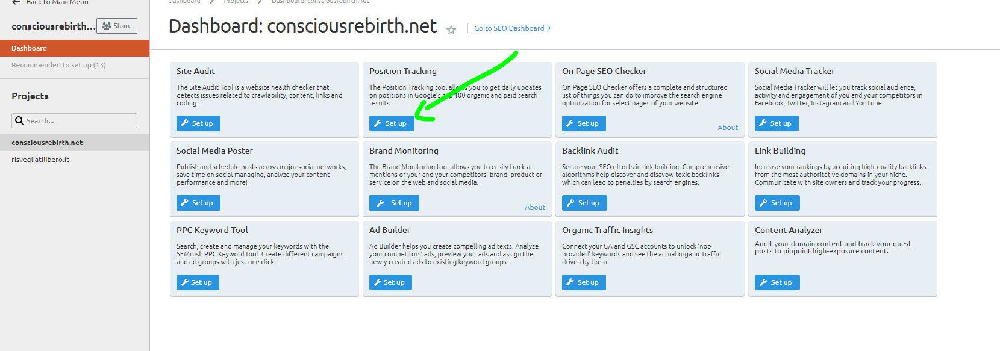 Back to Main Menu
Dashboard > Projects > Dashboard: consciousrebirth.net
consciousrebirth... Share
Dashboard: consciousrebirth.net
Go to SEO Dashboard →
Dashboard
Recommended to set up (13)
Projects
Search...
consciousrebirth.net
risvegliatilibero.it
Site Audit
The Site Audit Tool is a website health checker that
detects issues related to crawlability, content, links and
coding.
Set up
Position Tracking
The Position Tracking tool allows you to get daily updates
on positions in Google's top 100 organic and paid search
results.
Set up
On Page SEO Checker
On Page SEO Checker offers a complete and structured
list of things you can do to improve the search engine
optimization for select pages of your website.
Set up
About
Social Media Tracker
Social Media Tracker will let you track social audience,
activity and engagement of you and your competitors in
Facebook, Twitter, Instagram and YouTube.
Set up
Social Media Poster
Publish and schedule posts across major social networks,
save time on social managing, analyze your content
performance and more!
Set up
Brand Monitoring
The Brand Monitoring tool allows you to easily track all
mentions of your and your competitors' brand, product or
service on the web and social media.
Set up
About
Backlink Audit
Secure your SEO efforts in link building. Comprehensive
algorithms help discover and disavow toxic backlinks
which can lead to penalties by search engines.
Set up
Link Building
Increase your rankings by acquiring high-quality backlinks
from the most authoritative domains in your niche.
Communicate with site owners and track your progress.
Set up
PPC Keyword Tool
Search, create and manage your keywords with the
SEMrush PPC Keyword tool. Create different campaigns
and ad groups with just one click.
Set up
Ad Builder
Ad Builder helps you create compelling ad texts. Analyze
your competitors' ads, preview your ads and assign the
newly created ads to existing keyword groups.
Set up
Organic Traffic Insights
Connect your GA and GSC accounts to unlock 'not-
provided' keywords and see the actual organic traffic
driven by them
Set up
Content Analyzer
Audit your domain content and track your guest
posts to pinpoint high-exposure content.
Set up